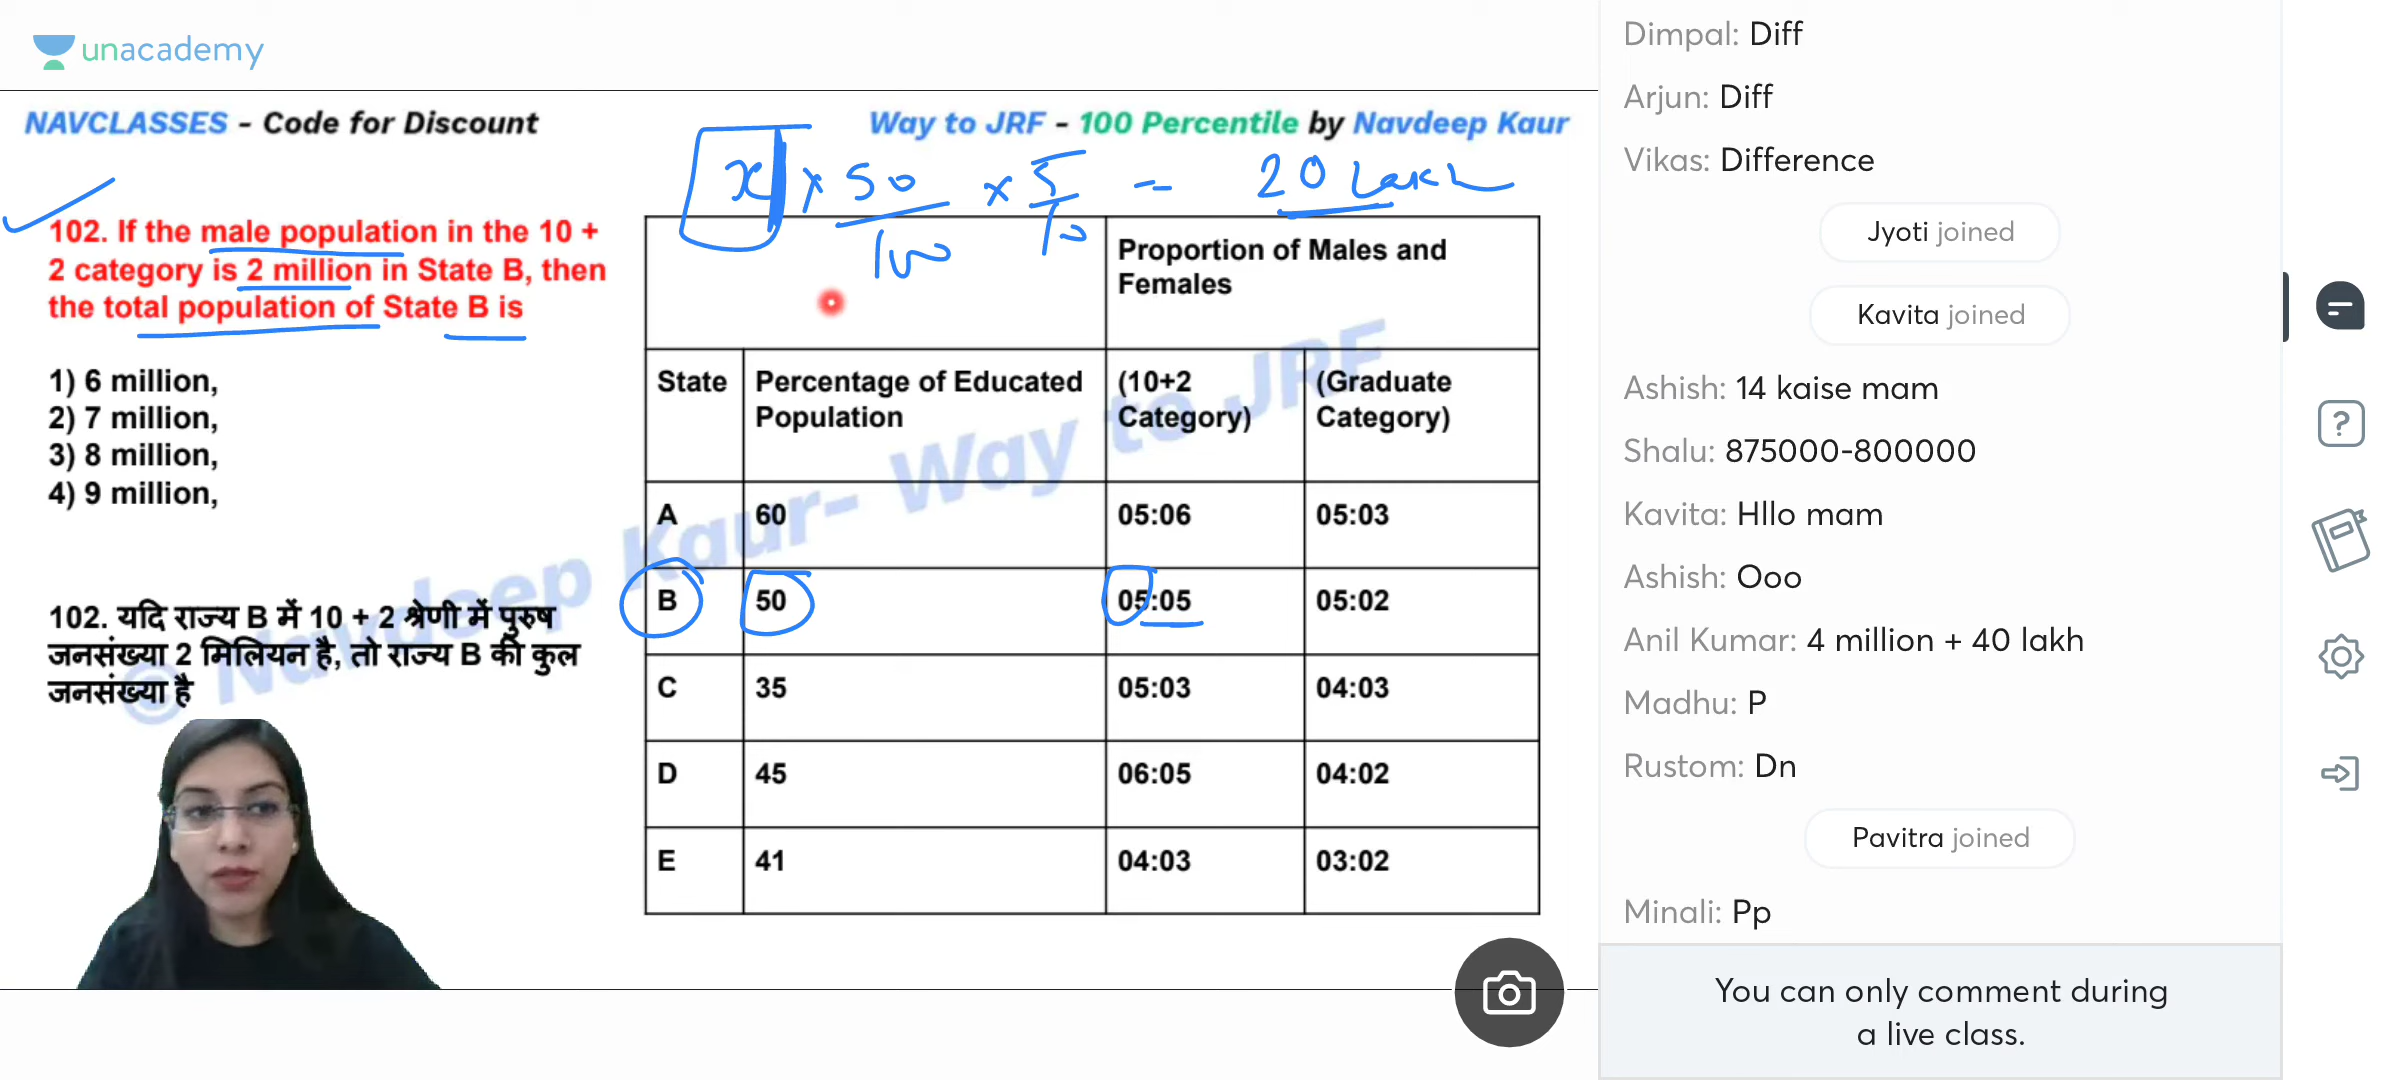 unacademy
NAVCLASSES - Code for Discount
Way to JRF - 100 Percentile by Navdeep Kaur
x × 50/100 × 5/10 = 20 Lakh
102. If the male population in the 10 +
2 category is 2 million in State B, then
the total population of State B is
1) 6 million,
2) 7 million,
3) 8 million,
4) 9 million,
102. यदि राज्य B में 10 + 2 श्रेणी में पुरुष
जनसंख्या 2 मिलियन है, तो राज्य B की कुल
जनसंख्या है
Proportion of Males and
Females
State Percentage of Educated Population (10+2 Category) (Graduate Category)
A 60 05:06 05:03
B 50 05:05 05:02
C 35 05:03 04:03
D 45 06:05 04:02
E 41 04:03 03:02
© Navdeep Kaur- Way to JRF
Dimpal: Diff
Arjun: Diff
Vikas: Difference
Jyoti joined
Kavita joined
Ashish: 14 kaise mam
Shalu: 875000-800000
Kavita: Hllo mam
Ashish: Ooo
Anil Kumar: 4 million + 40 lakh
Madhu: P
Rustom: Dn
Pavitra joined
Minali: Pp
You can only comment during
a live class.